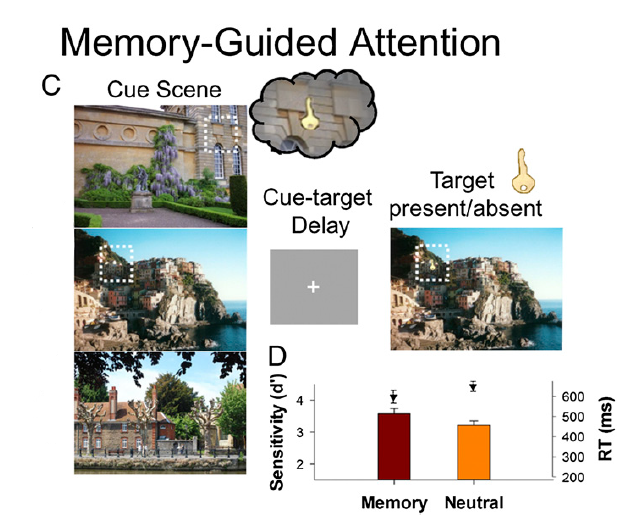 Memory-Guided Attention
C
Cue Scene
Cue-target
Delay
Target
present/absent
+
D
Sensitivity (d')
4
3
2
600
500
400
300
200
RT (ms)
Memory
Neutral